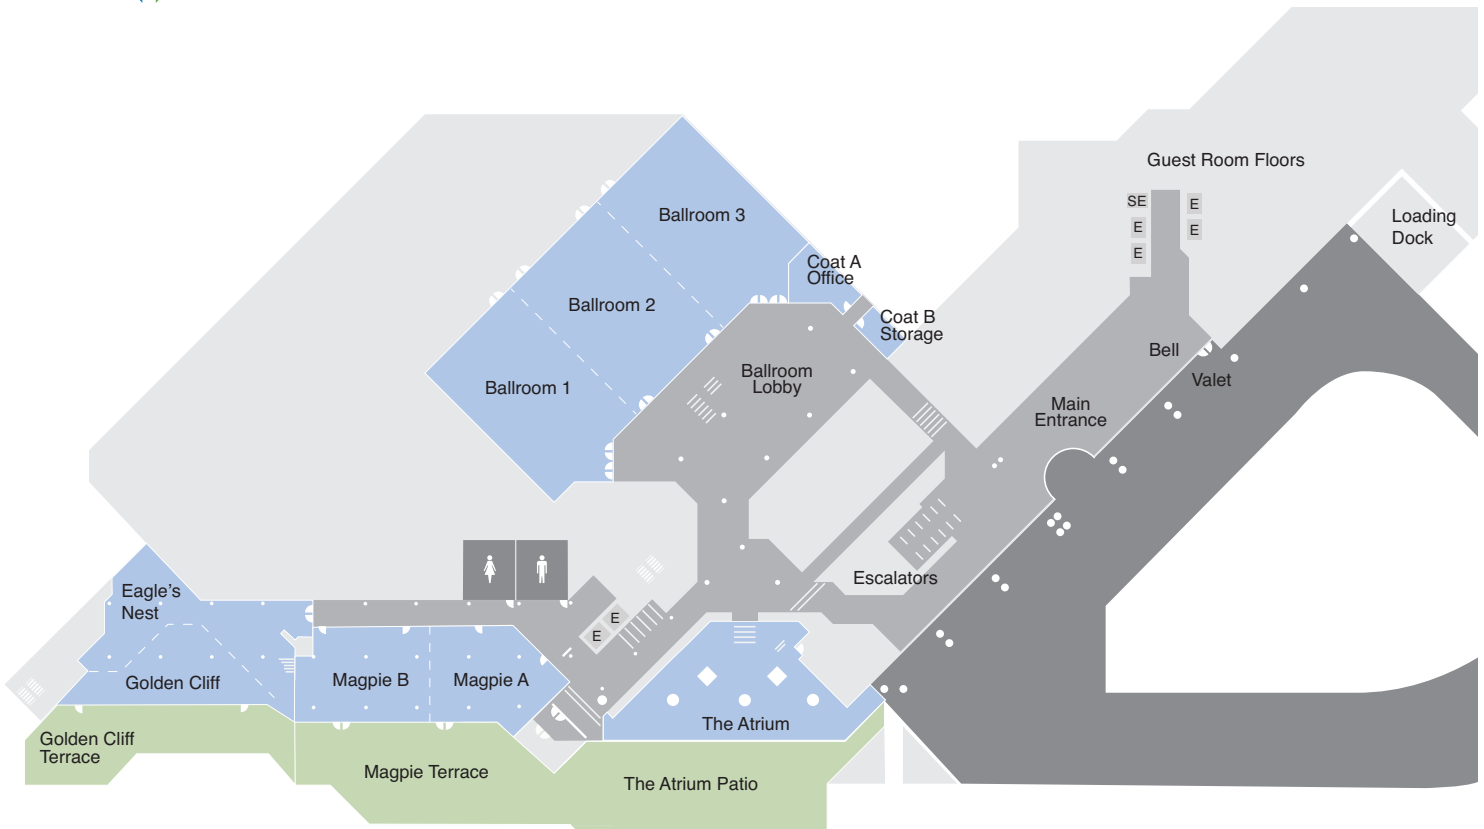 Guest Room Floors
SE
E
E
E
E
E
Loading
Dock
Ballroom 3
Coat A
Office
Ballroom 2
Coat B
Storage
Bell
Valet
Ballroom 1
Ballroom
Lobby
Main
Entrance
Escalators
Eagle's
Nest
E
E
Golden Cliff
Magpie B
Magpie A
The Atrium
Golden Cliff
Terrace
Magpie Terrace
The Atrium Patio